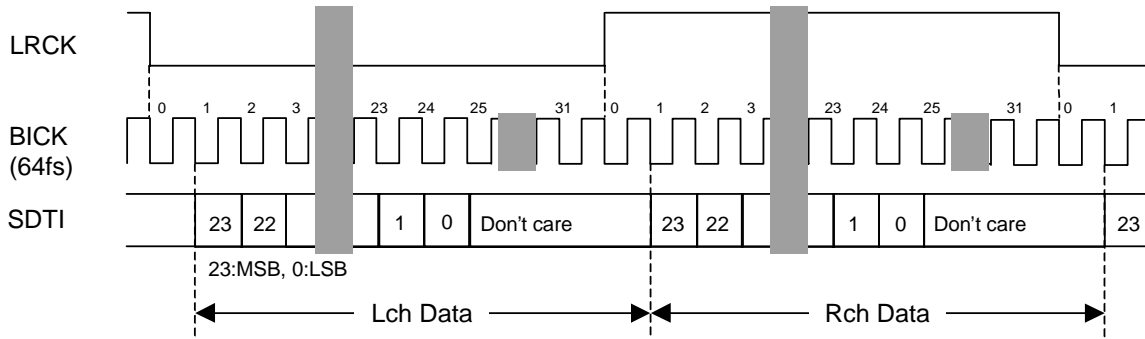 LRCK
0 1 2 3 23 24 25 31 0 1 2 3 23 24 25 31 0 1
BICK
(64fs)
SDTI
23 22 1 0 Don't care 23 22 1 0 Don't care 23
23:MSB, 0:LSB
Lch Data Rch Data